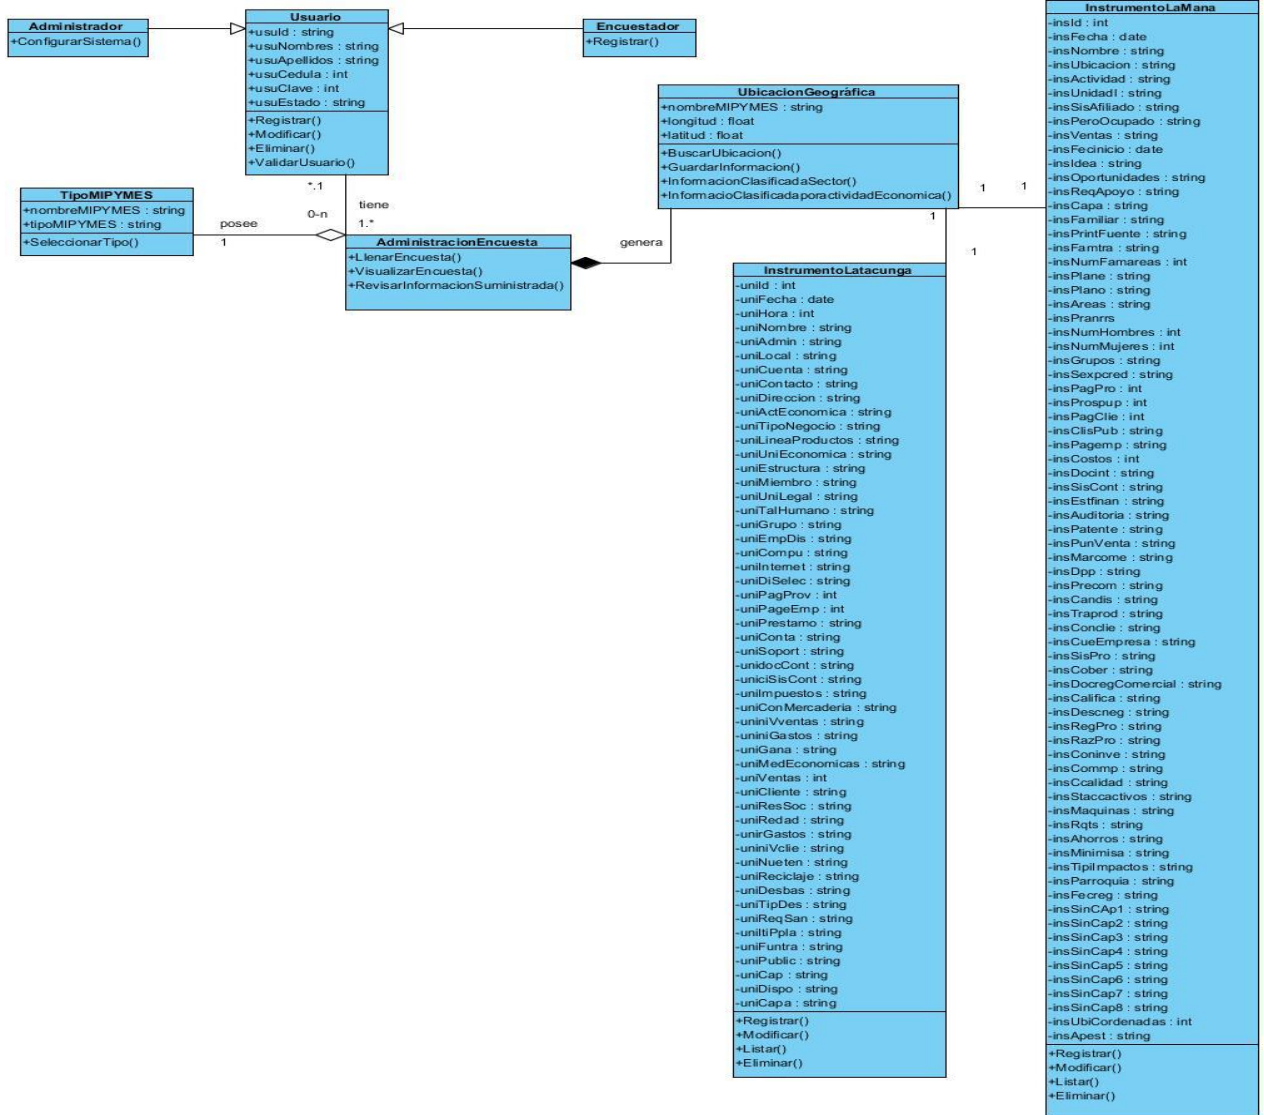 Administrador
+ConfigurarSistema()
Usuario
+usuId : string
+usuNombres : string
+usuApellidos : string
+usuCedula : int
+usuClave : int
+usuEstado : string
+Registrar()
+Modificar()
+Eliminar()
+ValidarUsuario()
Encuestador
+Registrar()
*.1
tiene
0-n
1.*
TipoMIPYMES
+nombreMIPYMES : string
+tipoMIPYMES : string
+SeleccionarTipo()
posee
1
AdministracionEncuesta
+LlenarEncuesta()
+VisualizarEncuesta()
+RevisarInformacionSuministrada()
genera
UbicacionGeográfica
+nombreMIPYMES : string
+longitud : float
+latitud : float
+BuscarUbicacion()
+GuardarInformacion()
+InformacionClasificadaSector()
+InformacioClasificadaporactividadEconomica()
1
1
1
1
InstrumentoLatacunga
-uniId : int
-uniFecha : date
-uniHora : int
-uniNombre : string
-uniAdmin : string
-uniLocal : string
-uniCuenta : string
-uniContacto : string
-uniDireccion : string
-uniActEconomica : string
-uniTipoNegocio : string
-uniLineaProductos : string
-uniUniEconomica : string
-uniEstructura : string
-uniMiembro : string
-uniUniLegal : string
-uniTalHumano : string
-uniGrupo : string
-uniEmpDis : string
-uniCompu : string
-uniInternet : string
-uniDiSelec : string
-uniPagProv : int
-uniPageEmp : int
-uniPrestamo : string
-uniConta : string
-uniSoport : string
-unidocCont : string
-uniciSisCont : string
-uniImpuestos : string
-uniConMercaderia : string
-uniniVventas : string
-uniniGastos : string
-uniGana : string
-uniMedEconomicas : string
-uniVentas : int
-uniCliente : string
-uniResSoc : string
-uniRedad : string
-unirGastos : string
-uniniVclie : string
-uniNueten : string
-uniReciclaje : string
-uniDesbas : string
-uniTipDes : string
-uniReqSan : string
-uniItiPpla : string
-uniFuntra : string
-uniPublic : string
-uniCap : string
-uniDispo : string
-uniCapa : string
+Registrar()
+Modificar()
+Listar()
+Eliminar()
InstrumentoLaMana
-insId : int
-insFecha : date
-insNombre : string
-insUbicacion : string
-insActividad : string
-insUnidadI : string
-insSisAfiliado : string
-insPeroOcupado : string
-insVentas : string
-insFecinicio : date
-insIdea : string
-insOportunidades : string
-insReqApoyo : string
-insCapa : string
-insFamiliar : string
-insPrintFuente : string
-insFamtra : string
-insNumFamareas : int
-insPlane : string
-insPlano : string
-insAreas : string
-insPranrrs
-insNumHombres : int
-insNumMujeres : int
-insGrupos : string
-insSexpcred : string
-insPagPro : int
-insProspup : int
-insPagClie : int
-insClisPub : string
-insPagemp : string
-insCostos : int
-insDocint : string
-insSisCont : string
-insEstfinan : string
-insAuditoria : string
-insPatente : string
-insPunVenta : string
-insMarcome : string
-insDpp : string
-insPrecom : string
-insCandis : string
-insTraprod : string
-insConclie : string
-insCueEmpresa : string
-insSisPro : string
-insCober : string
-insDocregComercial : string
-insCalifica : string
-insDescneg : string
-insRegPro : string
-insRazPro : string
-insConinve : string
-insCommp : string
-insCcalidad : string
-insStaccactivos : string
-insMaquinas : string
-insRqts : string
-insAhorros : string
-insMinimisa : string
-insTipiImpactos : string
-insParroquia : string
-insFecreg : string
-insSinCAp1 : string
-insSinCap2 : string
-insSinCap3 : string
-insSinCap4 : string
-insSinCap5 : string
-insSinCap6 : string
-insSinCap7 : string
-insSinCap8 : string
-insUbiCordenadas : int
-insApest : string
+Registrar()
+Modificar()
+Listar()
+Eliminar()